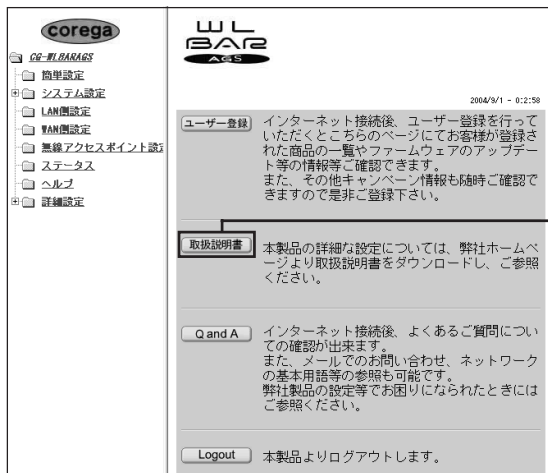 corega
CG-WLBARAGS
簡単設定
システム設定
LAN側設定
WAN側設定
無線アクセスポイント設定
ステータス
ヘルプ
詳細設定
WL
BAR
AGS
2004/9/1 - 0:2:58
ユーザー登録
インターネット接続後、ユーザー登録を行って
いただくとこちらのページにてお客様が登録さ
れた商品の一覧やファームウェアのアップデー
ト等の情報等ご確認できます。
また、その他キャンペーン情報も随時ご確認で
きますので是非ご登録下さい。
取扱説明書
本製品の詳細な設定については、弊社ホームペ
ージより取扱説明書をダウンロードし、ご参照
ください。
Q and A
インターネット接続後、よくあるご質問につい
ての確認が出来ます。
また、メールでのお問い合わせ、ネットワーク
の基本用語等の参照も可能です。
弊社製品の設定等でお困りになられたときには
ご参照ください。
Logout
本製品よりログアウトします。